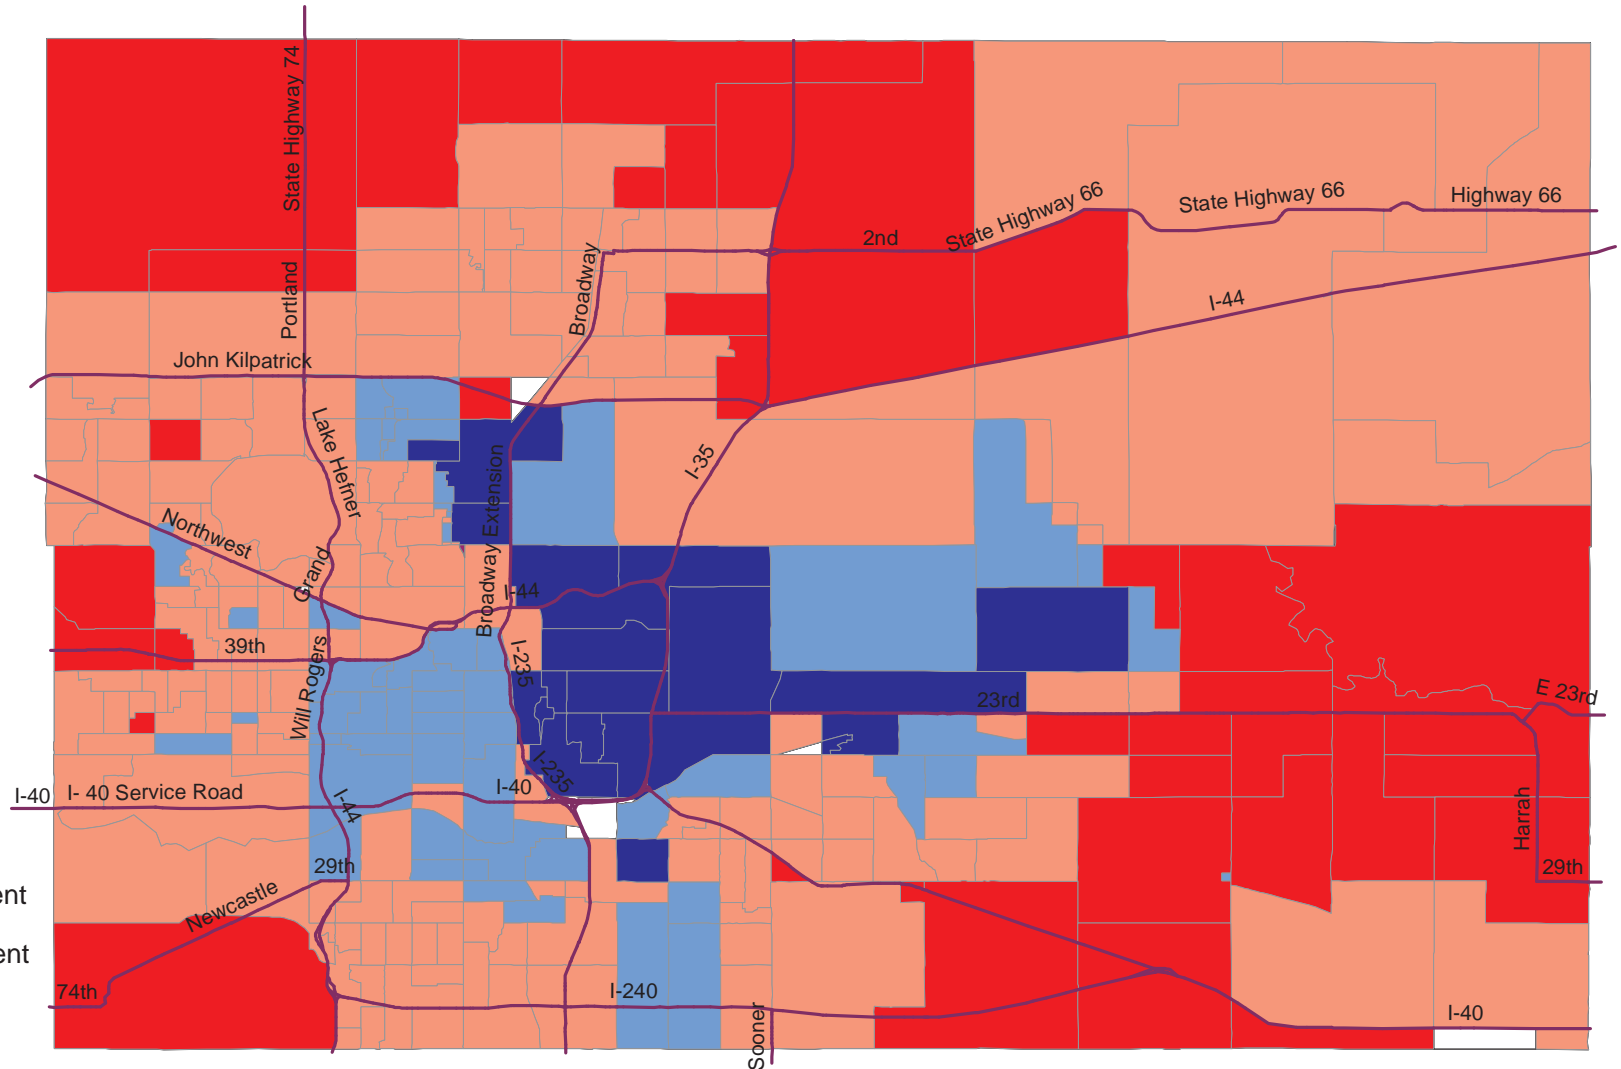 State Highway 74
State Highway 66
State Highway 66
Highway 66
2nd
Broadway
Portland
I-44
John Kilpatrick
Lake Hefner
I-35
Broadway Extension
Northwest
Grand
I-44
39th
I-235
Will Rogers
23rd
E 23rd
I-235
I-40
I- 40 Service Road
I-40
I-44
Harrah
29th
29th
ent
Newcastle
ent
74th
I-240
Sooner
I-40